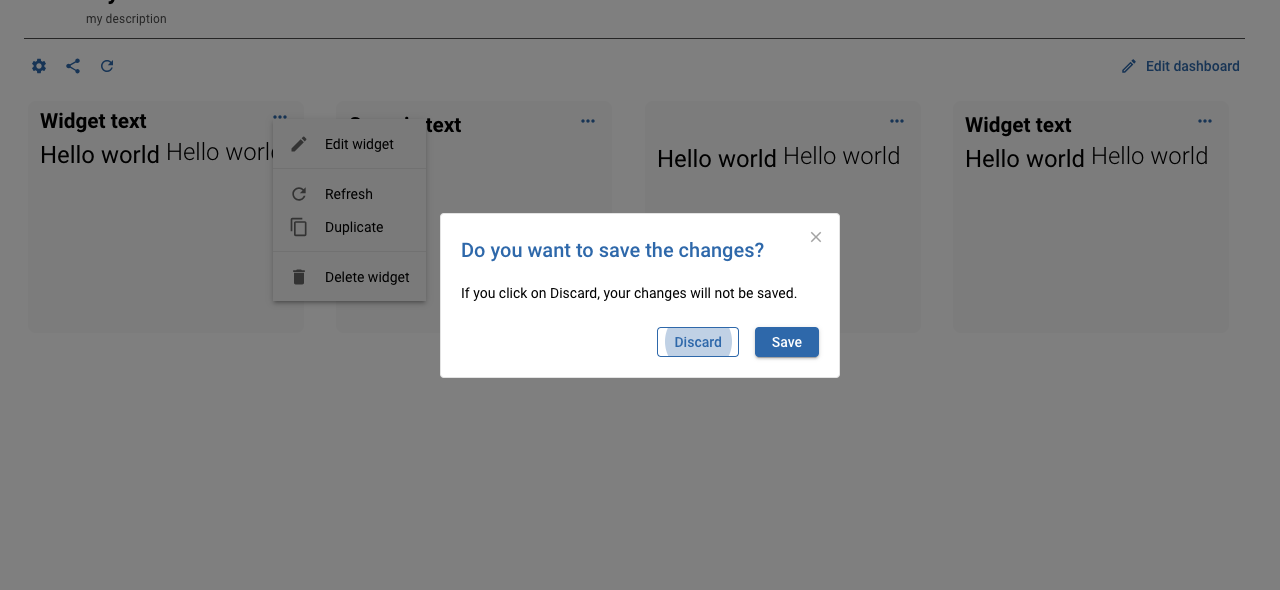 my description
Edit dashboard
Widget text
text
Widget text
Hello world Hello world
Hello world Hello world
Hello world Hello world
Edit widget
Refresh
Duplicate
Delete widget
Do you want to save the changes?
If you click on Discard, your changes will not be saved.
Discard
Save